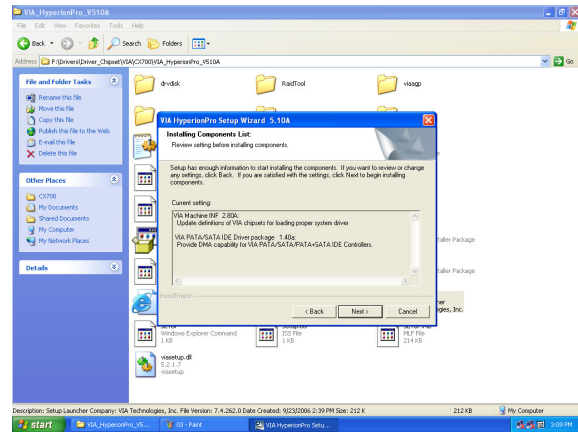 VIA_HyperionPro_V510A
File Edit View Favorites Tools Help
Back Search Folders
Address F:\Drivers\Driver_Chipset\VIA\CX700\VIA_HyperionPro_V510A Go
File and Folder Tasks
Rename this file
Move this file
Copy this file
Publish this file to the Web
E-mail this file
Delete this file
Other Places
CX700
My Documents
Shared Documents
My Computer
My Network Places
Details
drvdisk
RaidTool
viaagp
VIA HyperionPro Setup Wizard 5.10A
Installing Components List:
Review setting before installing components
Setup has enough information to start installing the components. If you want to review or change
any settings, click Back. If you are satisfied with the settings, click Next to begin installing
components.
Current setting:
VIA Machine INF 2.80A:
Update definitions of VIA chipsets for loading proper system driver
VIA PATA/SATA IDE Driver package 1.40a:
Provide DMA capability for VIA PATA/SATA/PATA+SATA IDE Controllers.
InstallShield
< Back Next > Cancel
taller Package
taller Package
her
ogies, Inc.
Windows Explorer Command
1 KB
ISS File
1 KB
MLF File
214 KB
viasetup.dll
5.2.1.7
viasetup
Description: Setup Launcher Company: VIA Technologies, Inc. File Version: 7.4.262.0 Date Created: 9/23/2006 2:39 PM Size: 212 K
212 KB My Computer
start VIA_HyperionPro_V5... 03 - Paint VIA HyperionPro Setu... 3:09 PM